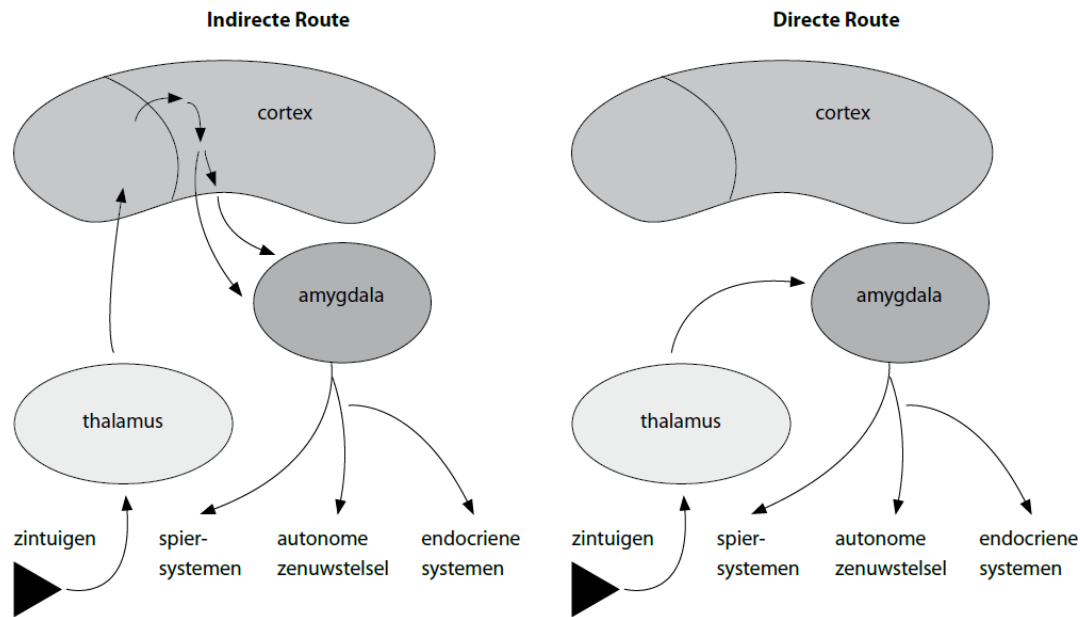 Indirecte Route
cortex
amygdala
thalamus
zintuigen
spier-
systemen
autonome
zenuwstelsel
endocriene
systemen
Directe Route
cortex
amygdala
thalamus
zintuigen
spier-
systemen
autonome
zenuwstelsel
endocriene
systemen